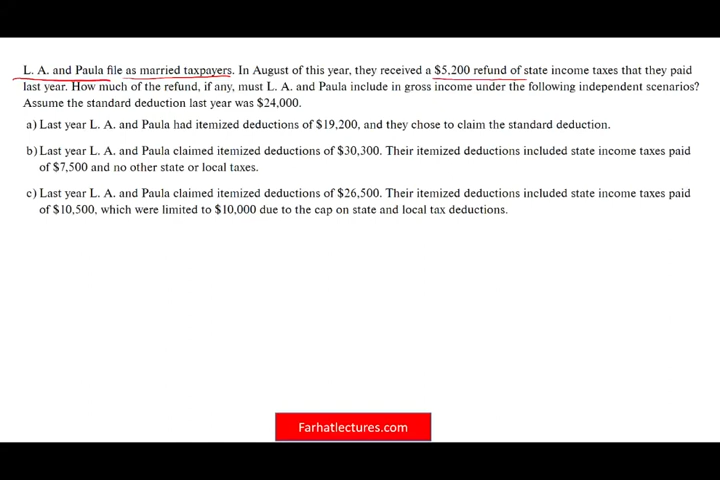 L. A. and Paula file as married taxpayers. In August of this year, they received a $5,200 refund of state income taxes that they paid
last year. How much of the refund, if any, must L. A. and Paula include in gross income under the following independent scenarios?
Assume the standard deduction last year was $24,000.
a) Last year L. A. and Paula had itemized deductions of $19,200, and they chose to claim the standard deduction.
b) Last year L. A. and Paula claimed itemized deductions of $30,300. Their itemized deductions included state income taxes paid
of $7,500 and no other state or local taxes.
c) Last year L. A. and Paula claimed itemized deductions of $26,500. Their itemized deductions included state income taxes paid
of $10,500, which were limited to $10,000 due to the cap on state and local tax deductions.
Farhatlectures.com